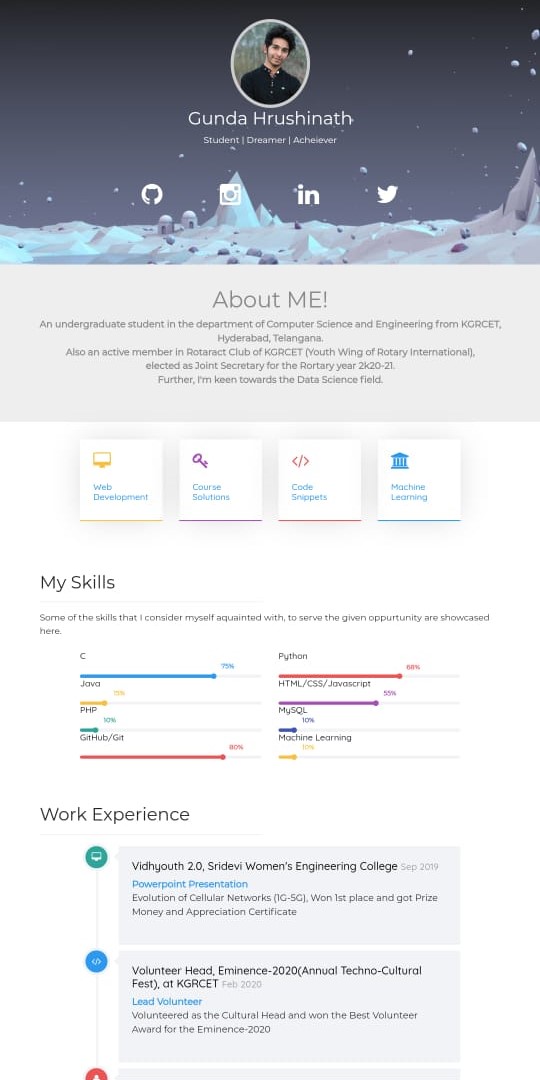 Gunda Hrushinath
Student | Dreamer | Acheiever
About ME!
An undergraduate student in the department of Computer Science and Engineering from KGRCET,
Hyderabad, Telangana.
Also an active member in Rotaract Club of KGRCET (Youth Wing of Rotary International),
elected as Joint Secretary for the Rortary year 2k20-21.
Further, I'm keen towards the Data Science field.
Web
Development
Course
Solutions
Code
Snippets
Machine
Learning
My Skills
Some of the skills that I consider myself aquainted with, to serve the given oppurtunity are showcased
here.
C
75%
Java
15%
PHP
10%
GitHub/Git
80%
Python
68%
HTML/CSS/Javascript
55%
MySQL
10%
Machine Learning
10%
Work Experience
Vidhyouth 2.0, Sridevi Women's Engineering College Sep 2019
Powerpoint Presentation
Evolution of Cellular Networks (1G-5G), Won 1st place and got Prize
Money and Appreciation Certificate
Volunteer Head, Eminence-2020(Annual Techno-Cultural
Fest), at KGRCET Feb 2020
Lead Volunteer
Volunteered as the Cultural Head and won the Best Volunteer
Award for the Eminence-2020